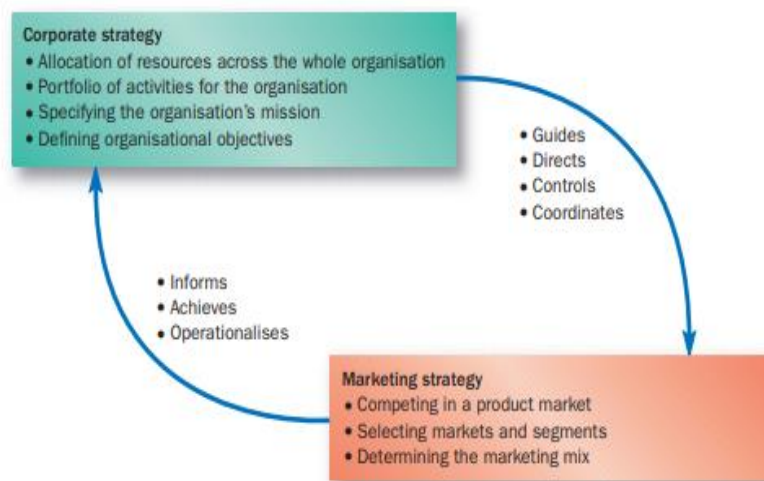 Corporate strategy
• Allocation of resources across the whole organisation
• Portfolio of activities for the organisation
• Specifying the organisation's mission
• Defining organisational objectives
• Guides
• Directs
• Controls
• Coordinates
• Informs
• Achieves
• Operationalises
Marketing strategy
• Competing in a product market
• Selecting markets and segments
• Determining the marketing mix